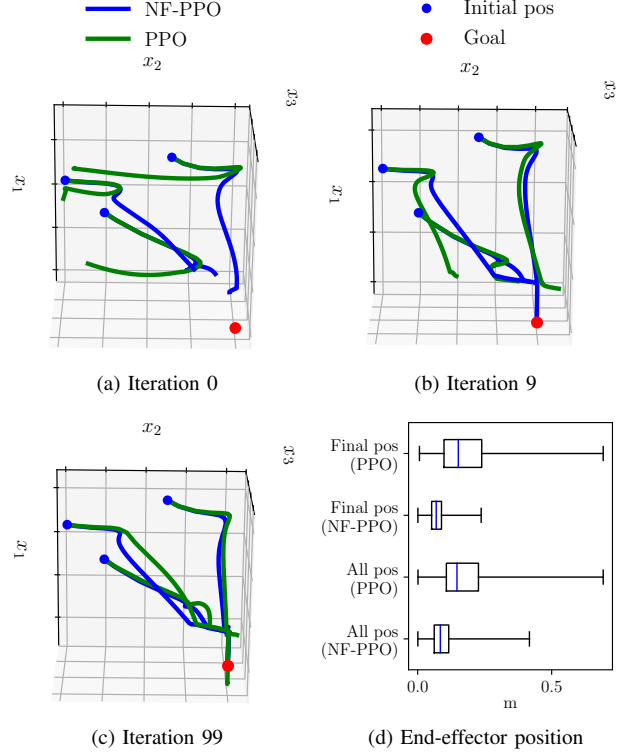 NF-PPO
PPO
Initial pos
Goal
x₂
x₃
x₁
(a) Iteration 0
x₂
x₃
x₁
(b) Iteration 9
x₂
x₃
x₁
(c) Iteration 99
Final pos
(PPO)
Final pos
(NF-PPO)
All pos
(PPO)
All pos
(NF-PPO)
0.0
0.5
m
(d) End-effector position